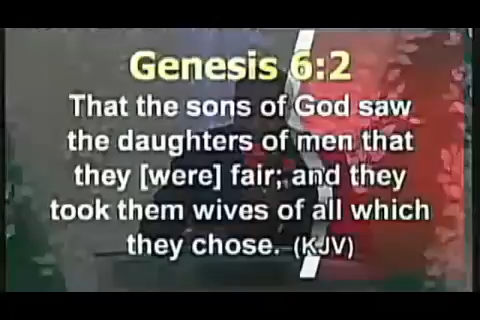 Genesis 6:2
That the sons of God saw
the daughters of men that
they [were] fair; and they
took them wives of all which
they chose. (KJV)